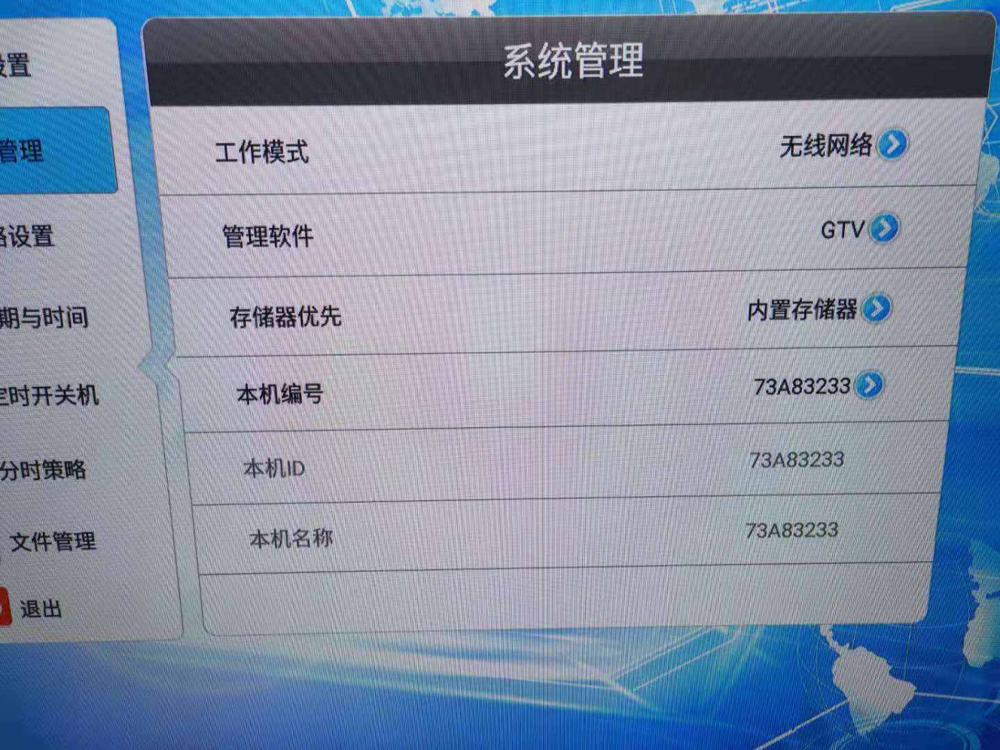 系统管理
置
管理
设置
期与时间
定时开关机
分时策略
文件管理
退出
工作模式 无线网络
管理软件 GTV
存储器优先 内置存储器
本机编号 73A83233
本机ID 73A83233
本机名称 73A83233